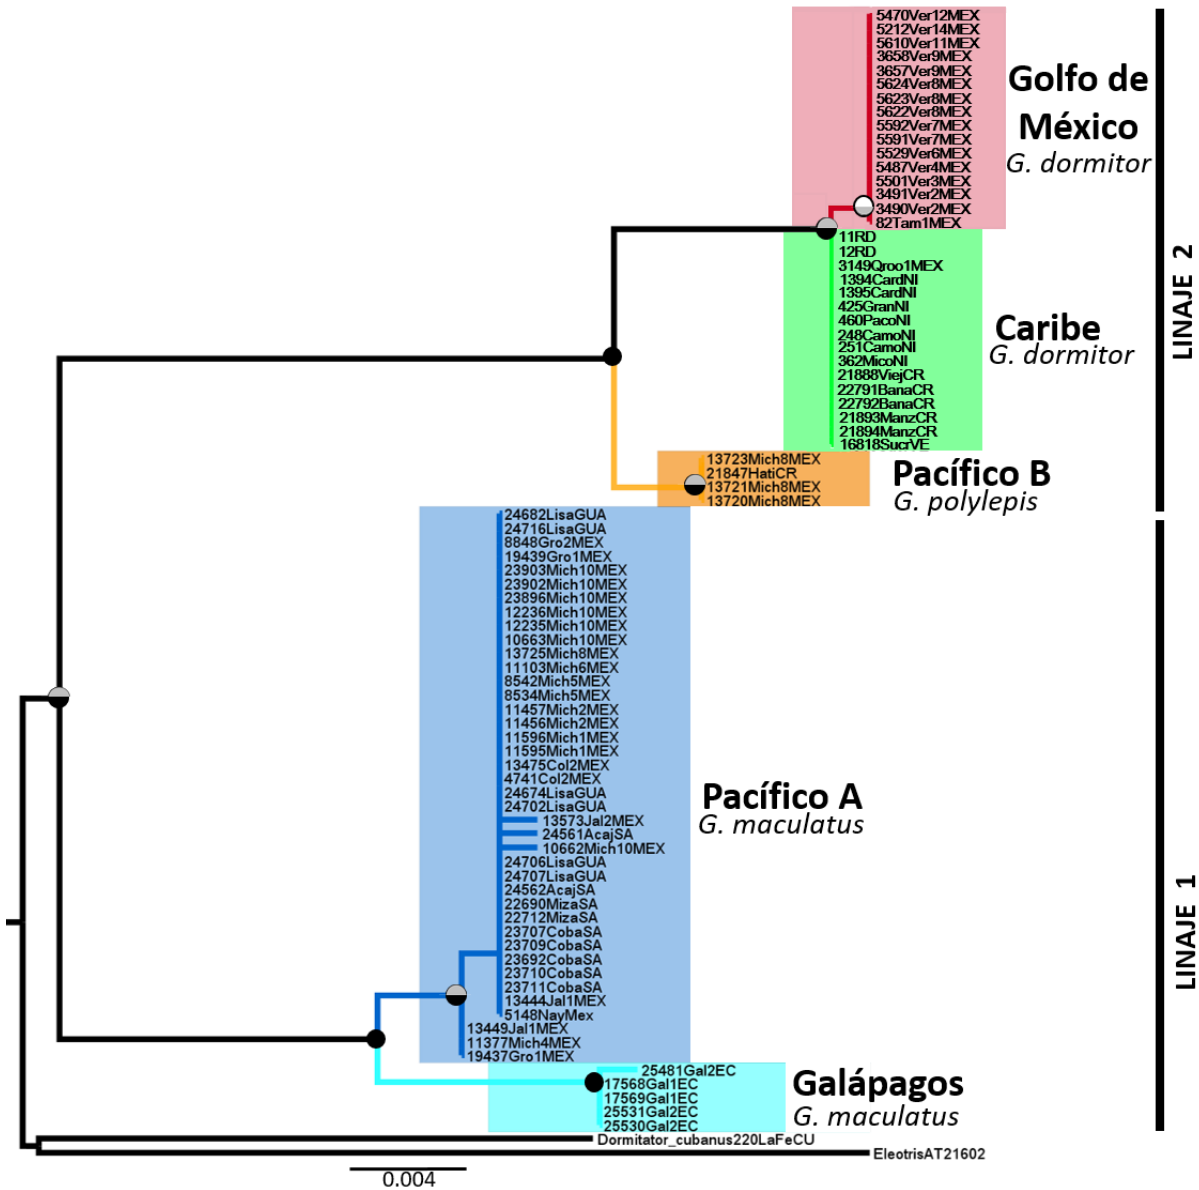 5470Ver12MEX
5212Ver14MEX
5610Ver11MEX
3658Ver9MEX
3657Ver9MEX
5624Ver8MEX
5623Ver8MEX
5622Ver8MEX
5592Ver7MEX
5591Ver7MEX
5529Ver6MEX
5487Ver4MEX
5501Ver3MEX
3491Ver2MEX
3490Ver2MEX
82Tam1MEX
Golfo de
México
G. dormitor
11RD
12RD
3149Qroo1MEX
1394CardNI
1395CardNI
425GranNI
460PacoNI
248CamoNI
251CamoNI
362MicoNI
21888ViejCR
22791BanaCR
22792BanaCR
21893ManzCR
21894ManzCR
16818SucrVE
Caribe
G. dormitor
13723Mich8MEX
21847HatiCR
13721Mich8MEX
13720Mich8MEX
Pacífico B
G. polylepis
LINAJE 2
24682LisaGUA
24716LisaGUA
8848Gro2MEX
19439Gro1MEX
23903Mich10MEX
23902Mich10MEX
23896Mich10MEX
12236Mich10MEX
12235Mich10MEX
10663Mich10MEX
13725Mich8MEX
11103Mich6MEX
8542Mich5MEX
8534Mich5MEX
11457Mich2MEX
11456Mich2MEX
11596Mich1MEX
11595Mich1MEX
13475Col2MEX
4741Col2MEX
24674LisaGUA
24702LisaGUA
13573Jal2MEX
24561AcajSA
10662Mich10MEX
24706LisaGUA
24707LisaGUA
24562AcajSA
22690MizaSA
22712MizaSA
23707CobaSA
23709CobaSA
23692CobaSA
23710CobaSA
23711CobaSA
13444Jal1MEX
5148NayMex
13449Jal1MEX
11377Mich4MEX
19437Gro1MEX
Pacífico A
G. maculatus
25481Gal2EC
17568Gal1EC
17569Gal1EC
25531Gal2EC
25530Gal2EC
Galápagos
G. maculatus
LINAJE 1
Dormitator_cubanus220LaFeCU
EleotrisAT21602
0.004